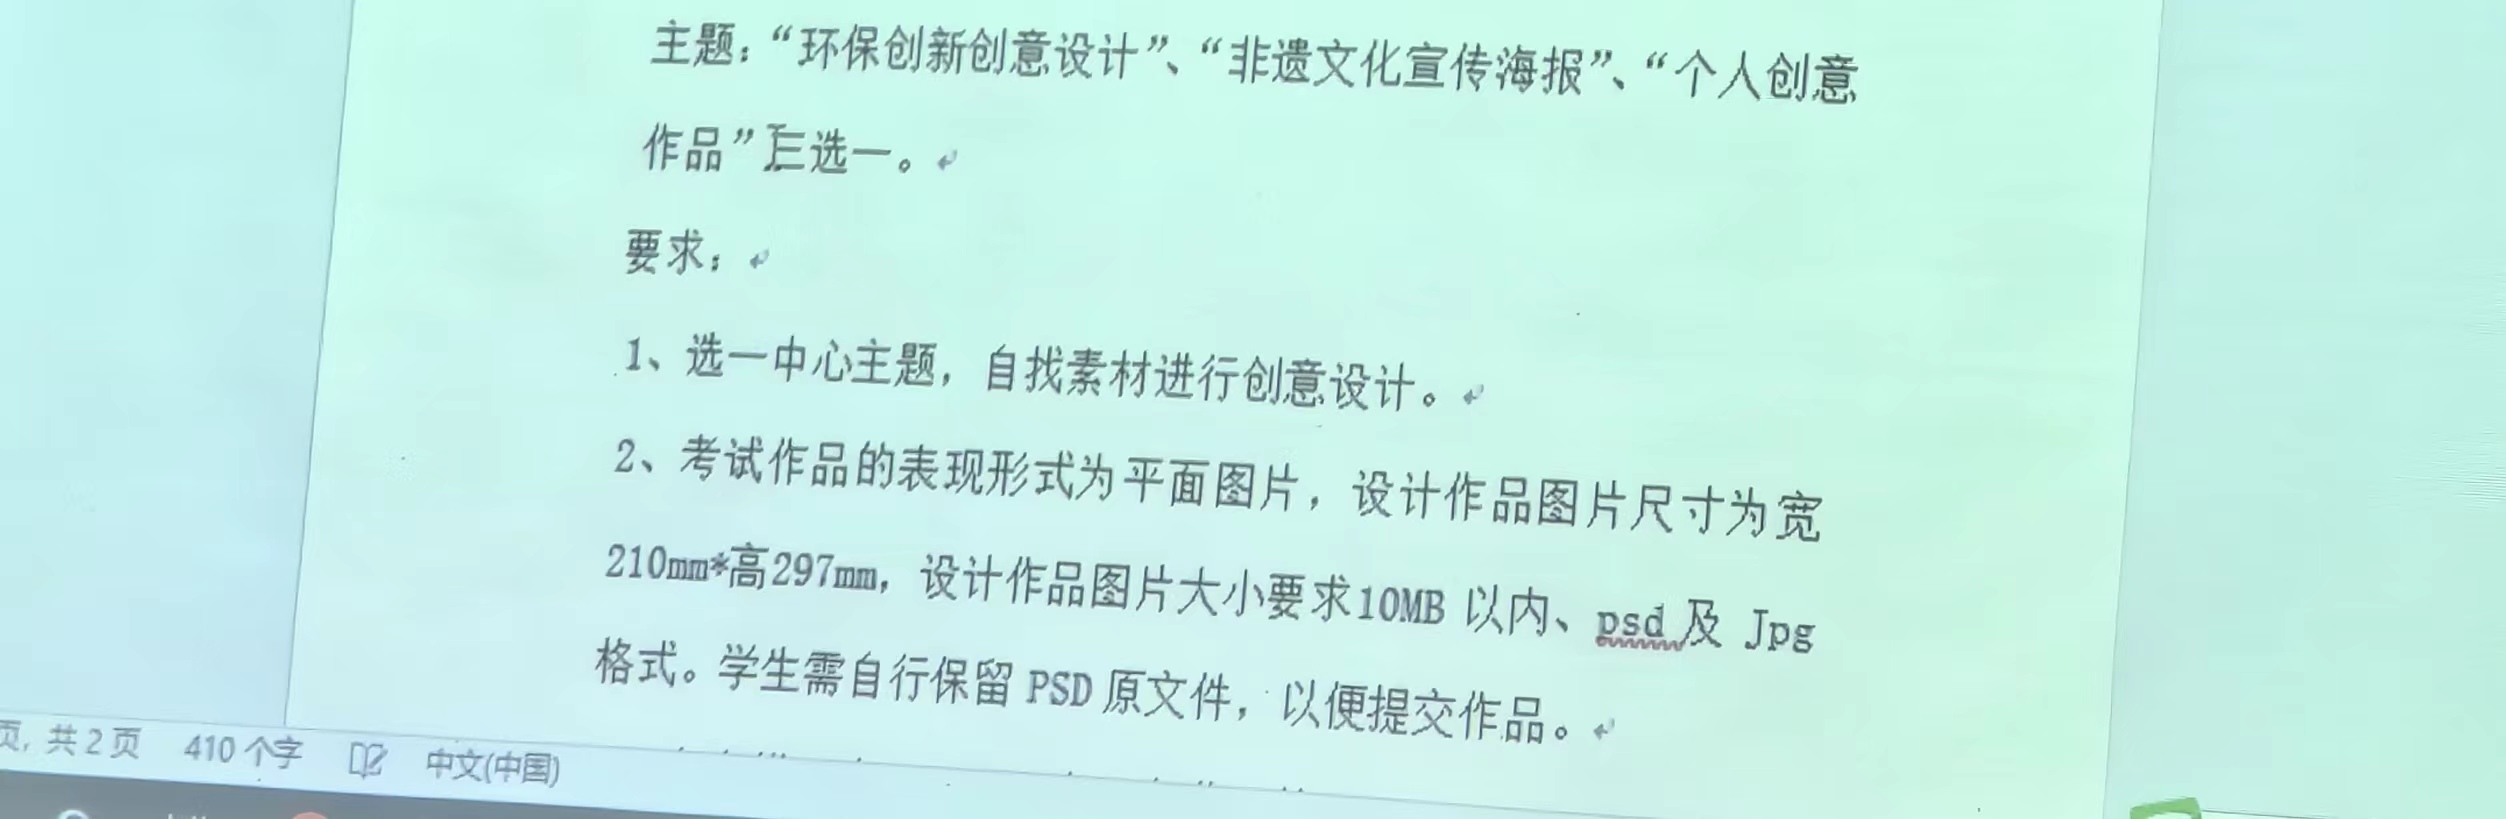 主题：“环保创新创意设计”、“非遗文化宣传海报”、“个人创意
作品”三选一。
要求：
1、选一中心主题，自找素材进行创意设计。
2、考试作品的表现形式为平面图片，设计作品图片尺寸为宽
210mm*高297mm，设计作品图片大小要求10MB 以内、psd 及 Jpg
格式。学生需自行保留 PSD 原文件，以便提交作品。
页，共2页 410个字 中文(中国)